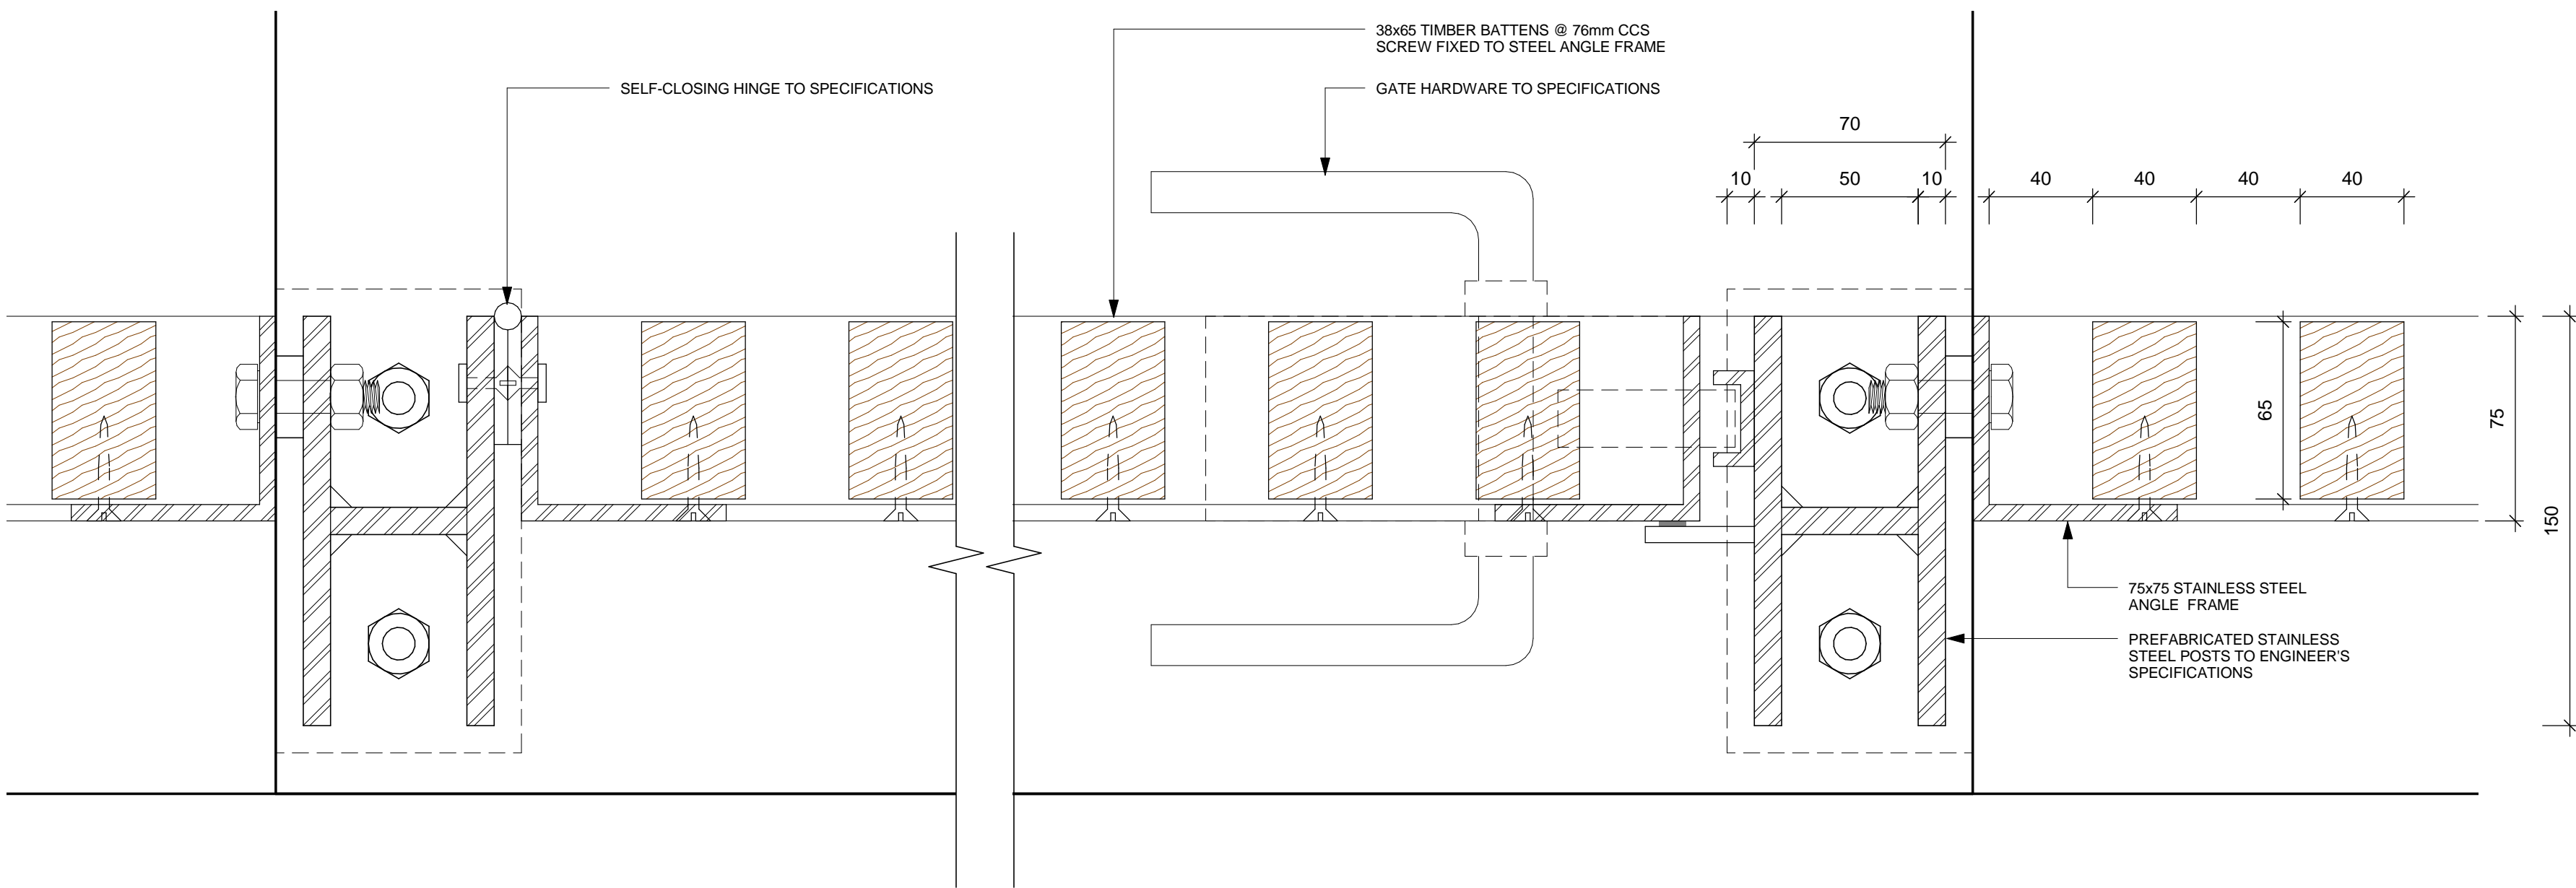 38x65 TIMBER BATTENS @ 76mm CCS
SCREW FIXED TO STEEL ANGLE FRAME
SELF-CLOSING HINGE TO SPECIFICATIONS
GATE HARDWARE TO SPECIFICATIONS
70
10
50
10
40
40
40
40
65
75
150
75x75 STAINLESS STEEL
ANGLE FRAME
PREFABRICATED STAINLESS
STEEL POSTS TO ENGINEER'S
SPECIFICATIONS